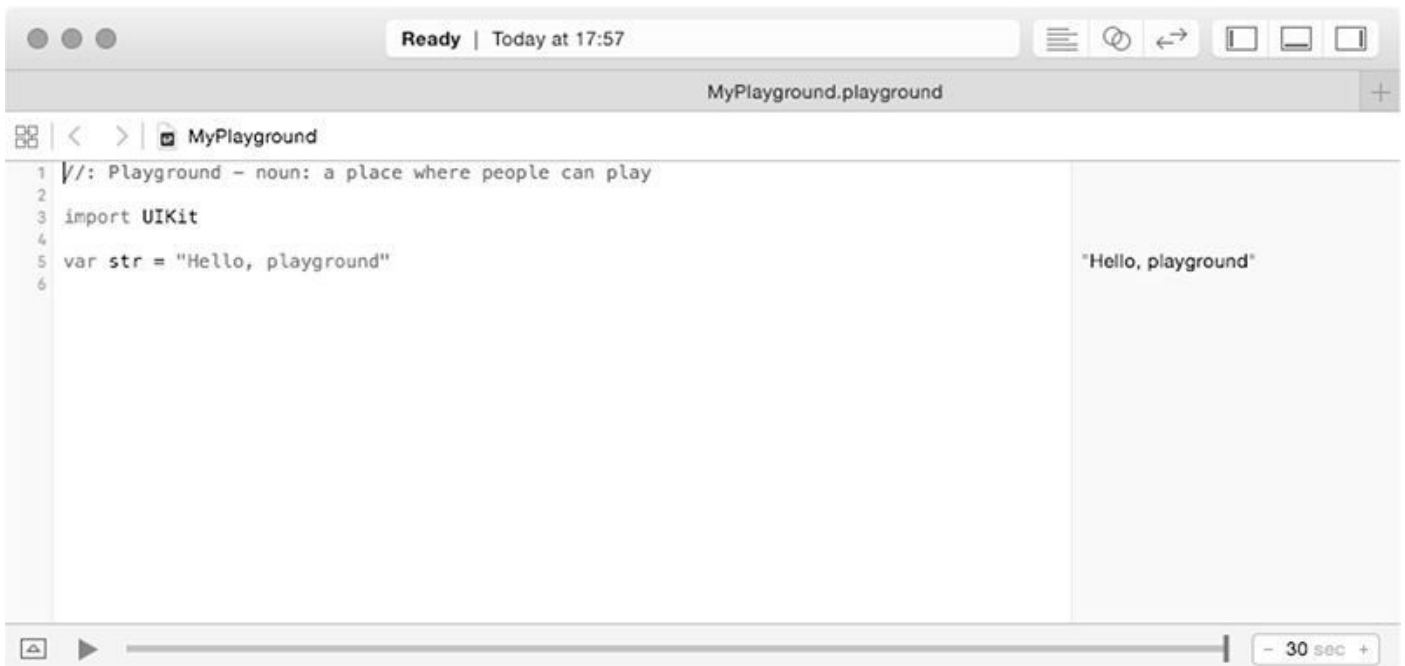 Ready | Today at 17:57
MyPlayground.playground
MyPlayground
1 //: Playground – noun: a place where people can play
2
3 import UIKit
4
5 var str = "Hello, playground" "Hello, playground"
6
- 30 sec +